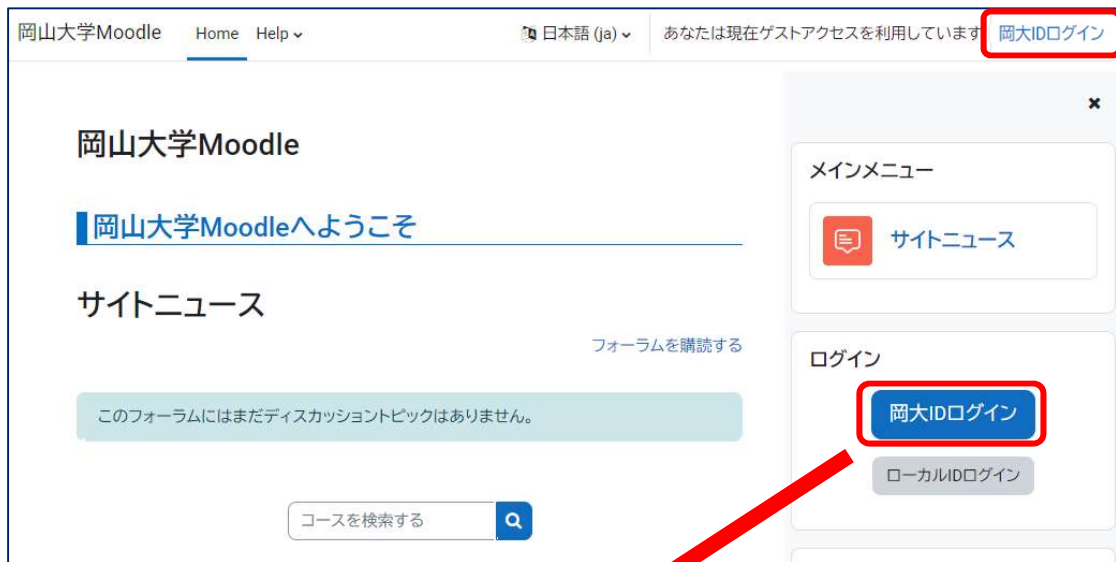 岡山大学Moodle Home Help 日本語 (ja) あなたは現在ゲストアクセスを利用しています 岡大IDログイン
岡山大学Moodle
岡山大学Moodleへようこそ
サイトニュース
フォーラムを購読する
このフォーラムにはまだディスカッショントピックはありません。
コースを検索する
メインメニュー
サイトニュース
ログイン
岡大IDログイン
ローカルIDログイン